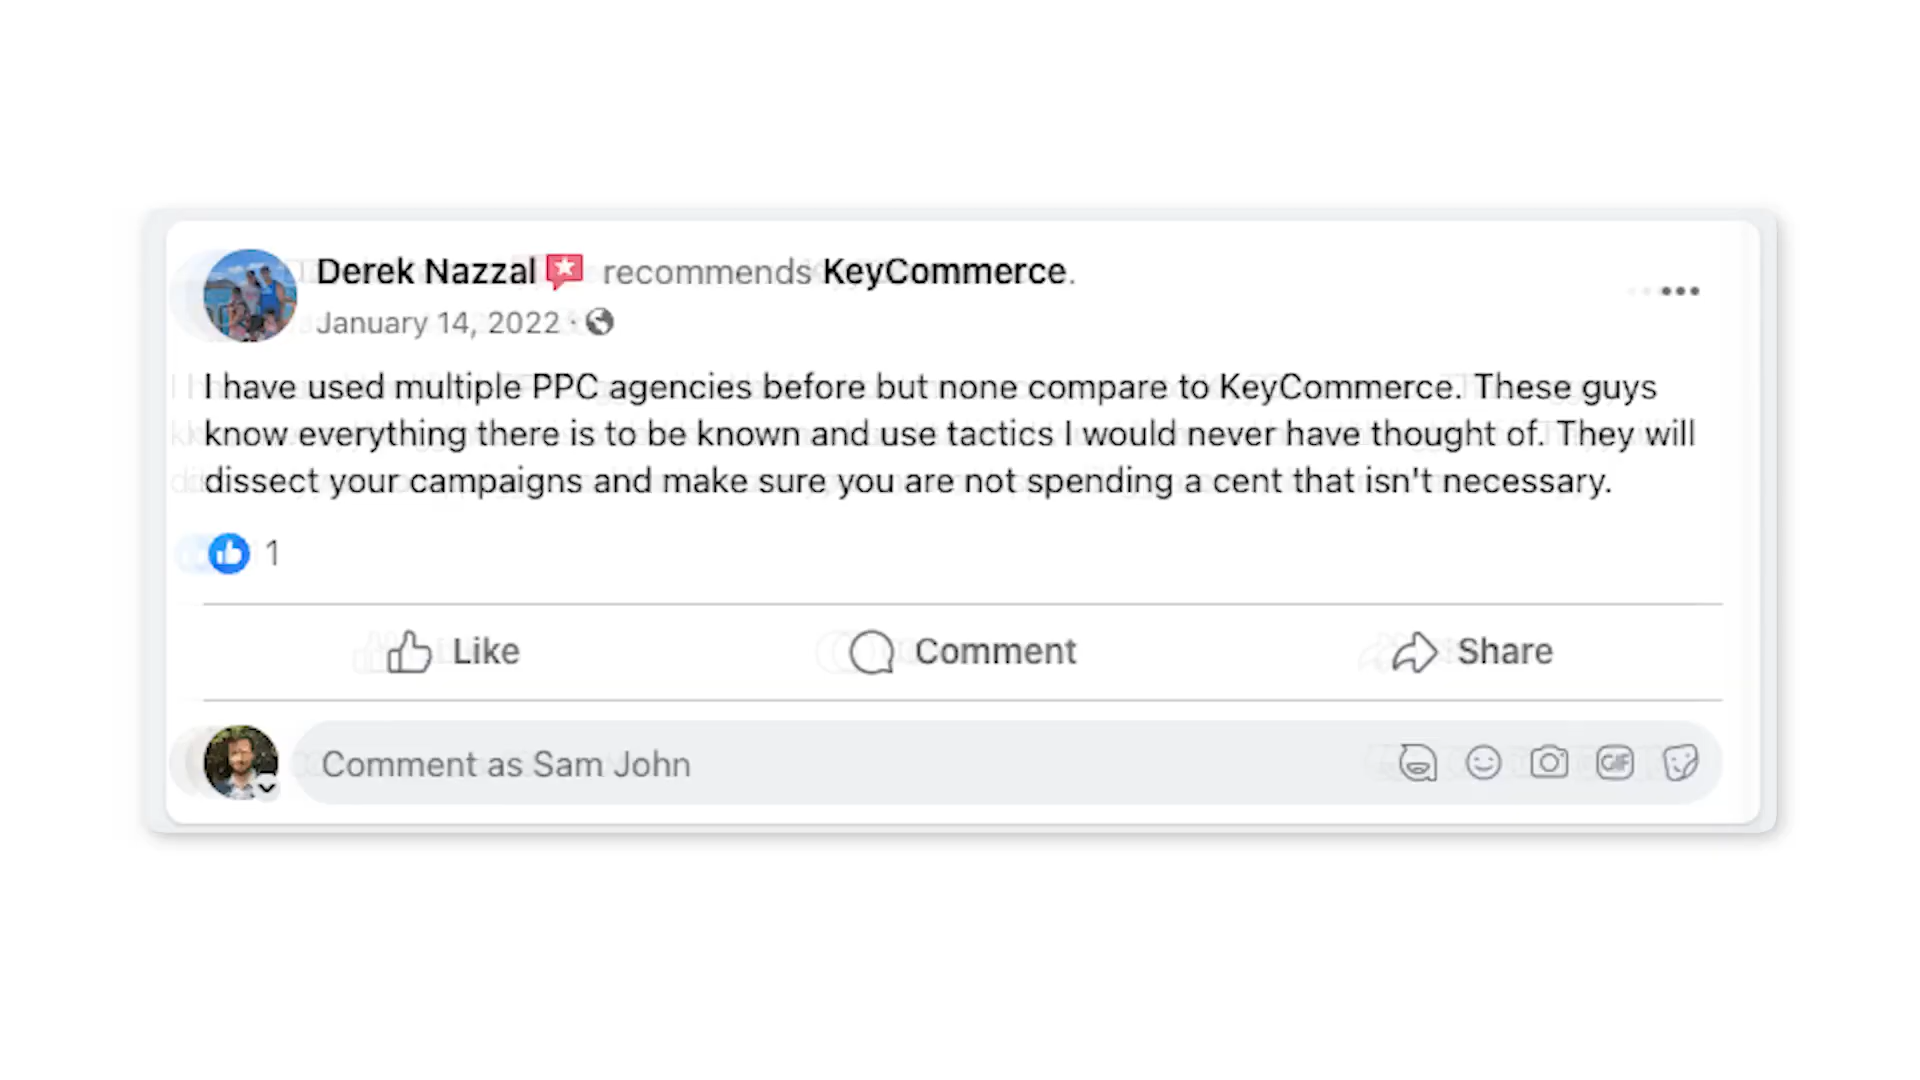 Derek Nazzal recommends KeyCommerce.
January 14, 2022 ·
I have used multiple PPC agencies before but none compare to KeyCommerce. These guys
know everything there is to be known and use tactics I would never have thought of. They will
dissect your campaigns and make sure you are not spending a cent that isn't necessary.
1
Like Comment Share
Comment as Sam John GIF